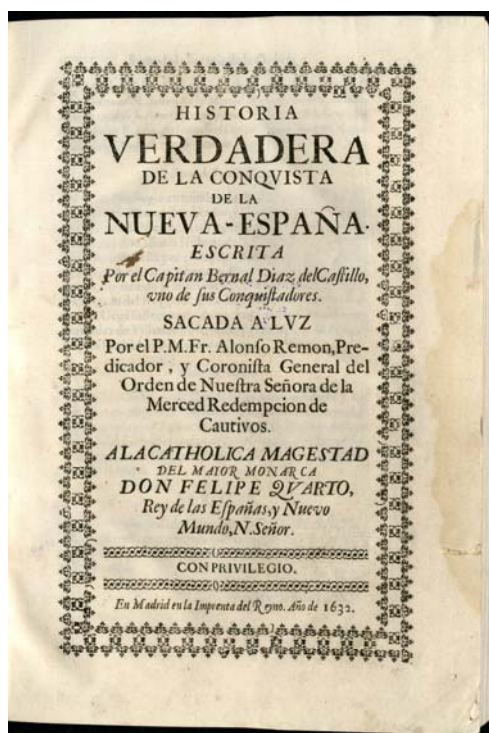 HISTORIA
VERDADERA
DE LA CONQVISTA
DE LA
NUEVA-ESPAÑA.
ESCRITA
Por el Capitan Bernal Diaz del Caſtillo,
vno de ſus Conquiſtadores.
SACADA A LVZ
Por el P.M.Fr. Alonſo Remon, Pre-
dicador, y Coroniſta General del
Orden de Nueſtra Señora de la
Merced Redempcion de
Cautivos.
A LA CATHOLICA MAGESTAD
DEL MAIOR MONARCA
DON FELIPE QVARTO,
Rey de las Eſpañas, y Nuevo
Mundo, N. Señor.
CON PRIVILEGIO.
En Madrid en la Imprenta del Reyno. Año de 1632.